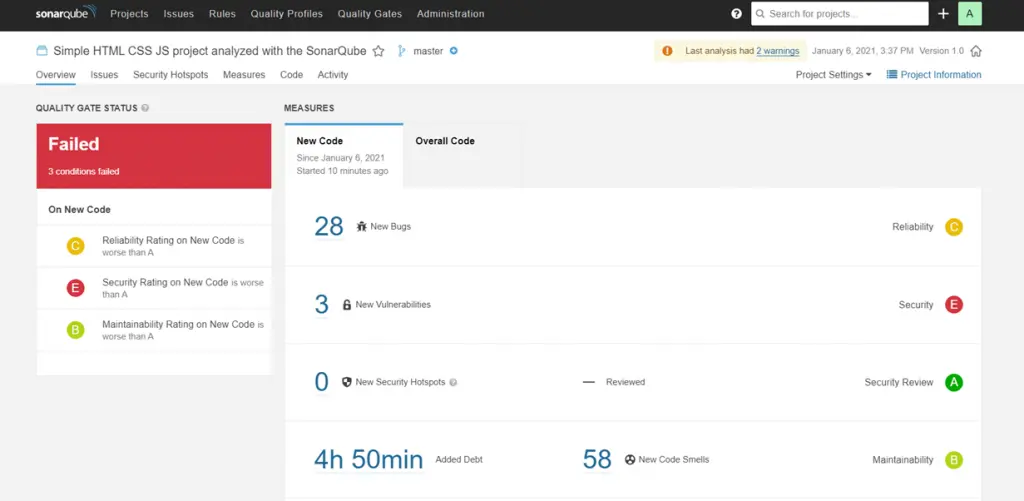 sonarqube Projects Issues Rules Quality Profiles Quality Gates Administration ? Search for projects... + A
Simple HTML CSS JS project analyzed with the SonarQube master Last analysis had 2 warnings January 6, 2021, 3:37 PM Version 1.0
Overview Issues Security Hotspots Measures Code Activity Project Settings Project Information
QUALITY GATE STATUS ?
Failed
3 conditions failed
On New Code
C Reliability Rating on New Code is
worse than A
E Security Rating on New Code is worse
than A
B Maintainability Rating on New Code is
worse than A
MEASURES
New Code Overall Code
Since January 6, 2021
Started 10 minutes ago
28 New Bugs Reliability C
3 New Vulnerabilities Security E
0 New Security Hotspots ? — Reviewed Security Review A
4h 50min Added Debt 58 New Code Smells Maintainability B